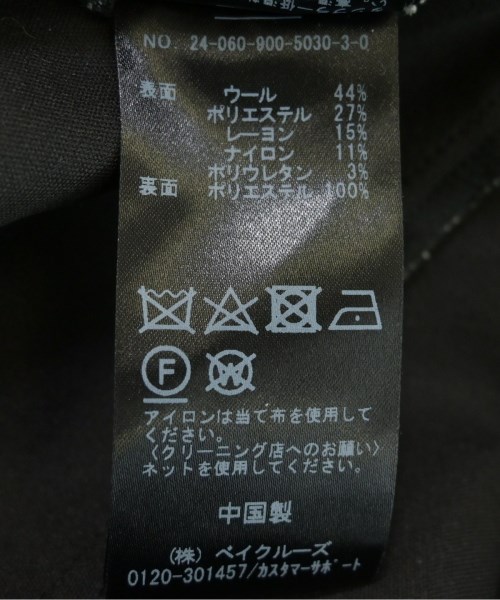 NO. 24-060-900-5030-3-0
表面 ウール 44%
ポリエステル 27%
レーヨン 15%
ナイロン 11%
ポリウレタン 3%
裏面 ポリエステル 100%
F W
アイロンは当て布を使用して
ください。
〈クリーニング店へのお願い〉
ネットを使用してください。
中国製
(株) ベイクルーズ
0120-301457/カスタマーサポート